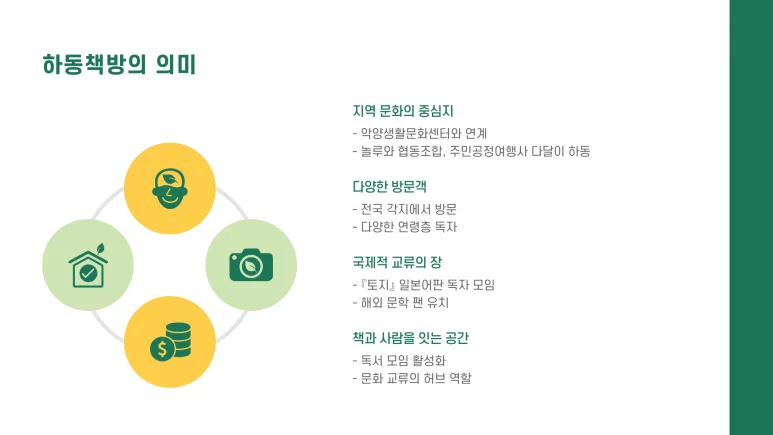 하동책방의 의미
지역 문화의 중심지
- 악양생활문화센터와 연계
- 놀루와 협동조합, 주민공정여행사 다달이 하동
다양한 방문객
- 전국 각지에서 방문
- 다양한 연령층 독자
국제적 교류의 장
- 『토지』 일본어판 독자 모임
- 해외 문학 팬 유치
책과 사람을 잇는 공간
- 독서 모임 활성화
- 문화 교류의 허브 역할
$